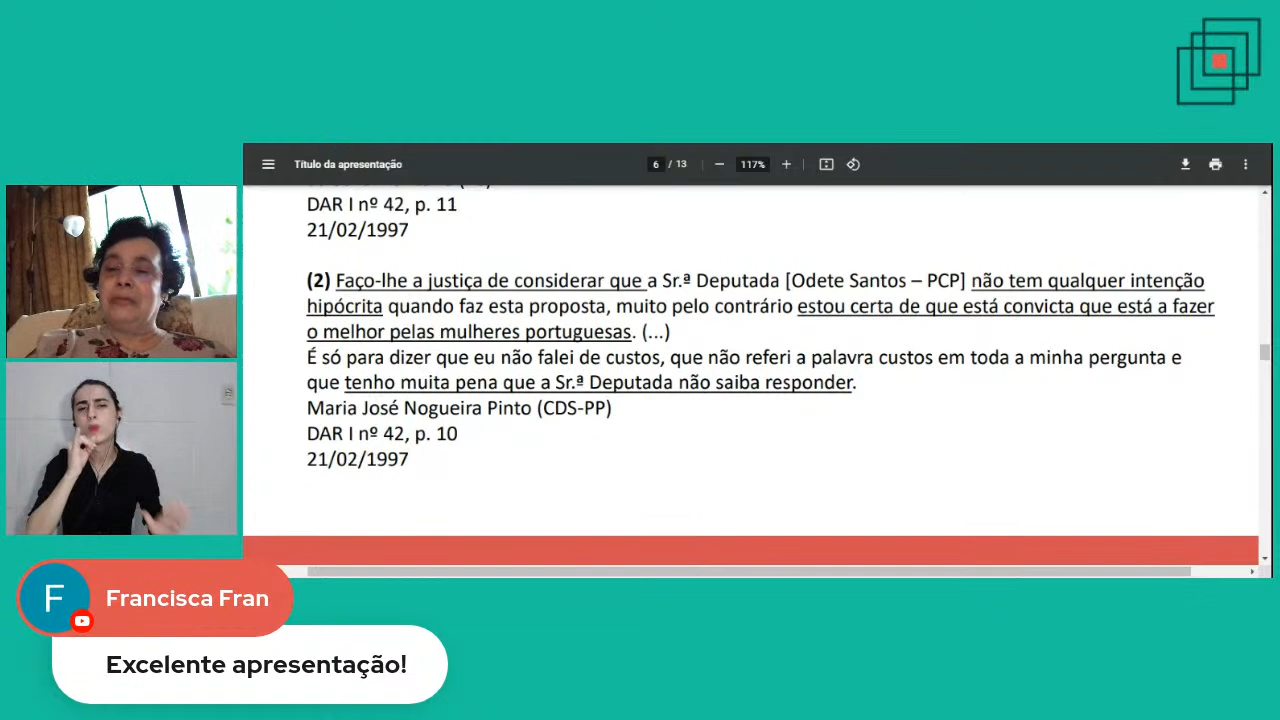 Título da apresentação
6 / 13
117%
DAR I nº 42, p. 11
21/02/1997
(2) Faço-lhe a justiça de considerar que a Sr.ª Deputada [Odete Santos – PCP] não tem qualquer intenção
hipócrita quando faz esta proposta, muito pelo contrário estou certa de que está convicta que está a fazer
o melhor pelas mulheres portuguesas. (...)
É só para dizer que eu não falei de custos, que não referi a palavra custos em toda a minha pergunta e
que tenho muita pena que a Sr.ª Deputada não saiba responder.
Maria José Nogueira Pinto (CDS-PP)
DAR I nº 42, p. 10
21/02/1997
F
Francisca Fran
Excelente apresentação!